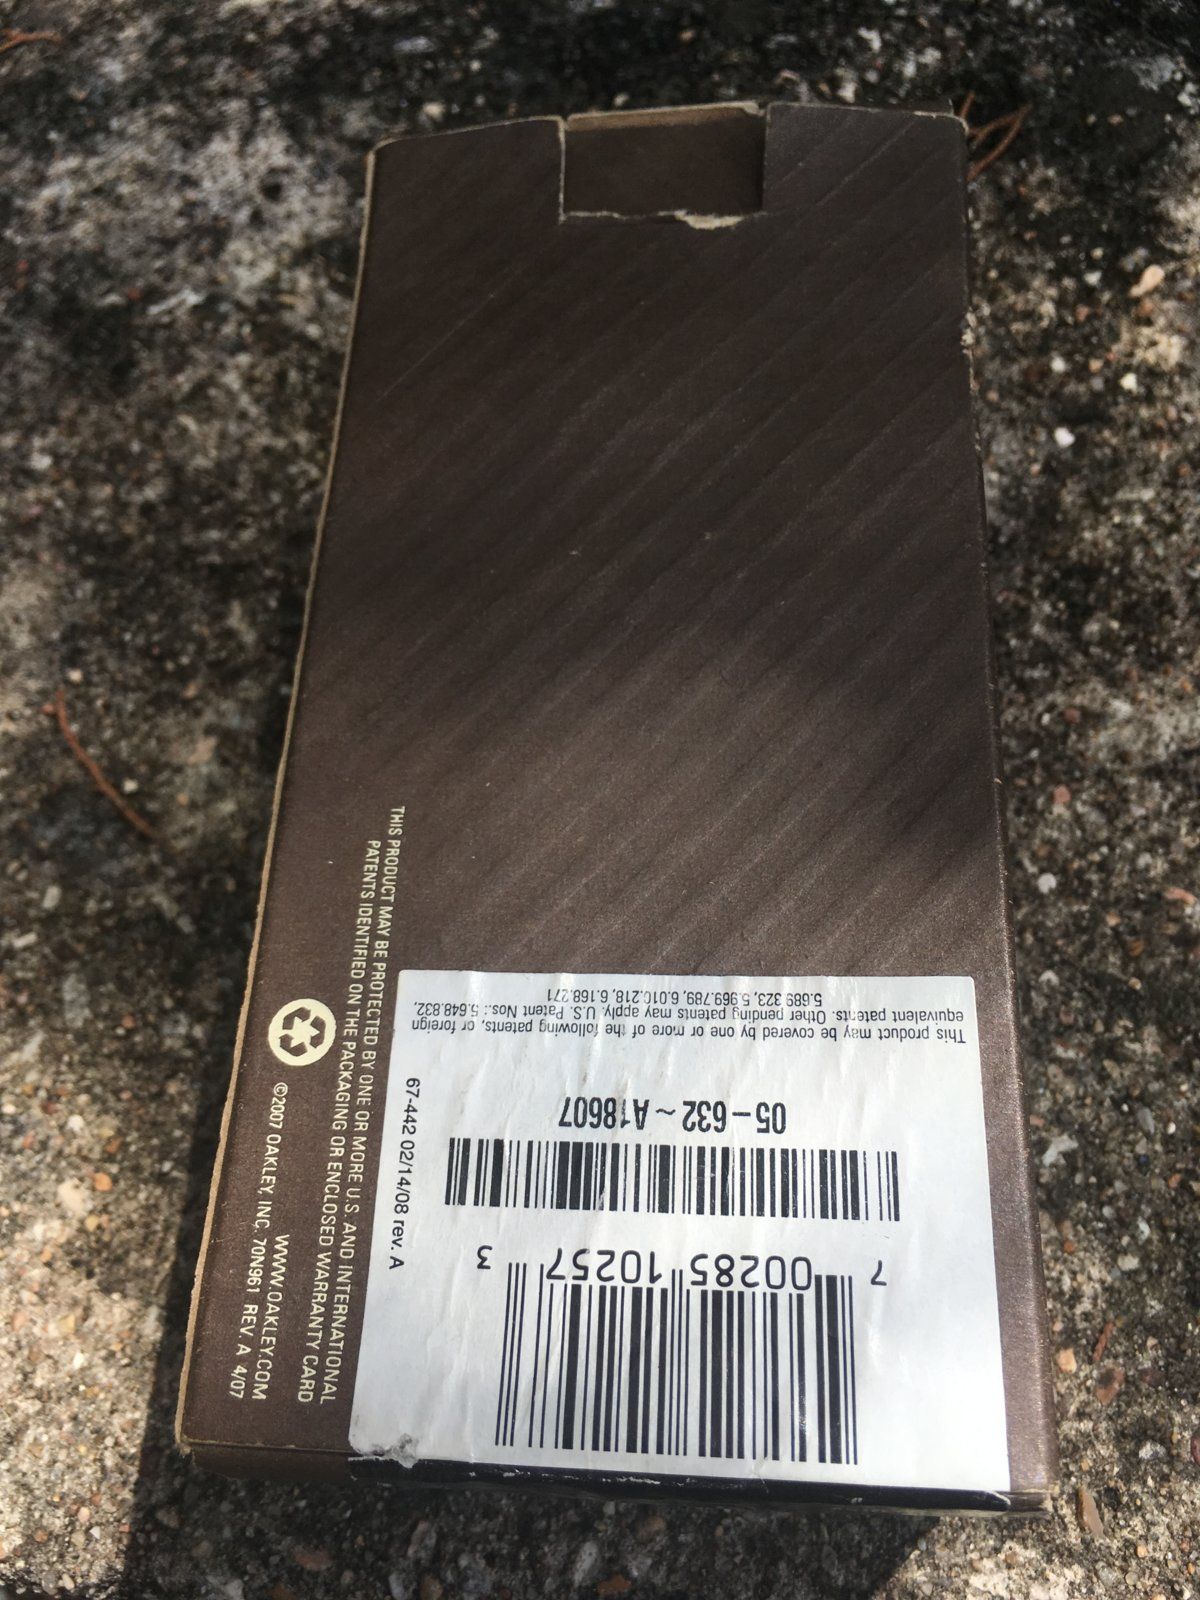 THIS PRODUCT MAY BE PROTECTED BY ONE OR MORE U.S. AND INTERNATIONAL
PATENTS IDENTIFIED ON THE PACKAGING OR ENCLOSED WARRANTY CARD
WWW.OAKLEY.COM
©2007 OAKLEY, INC. 70N961 REV. A 4/07
67-442 02/14/08 rev. A
7 00285 10257 3
05-632 ~ A18607
This product may be covered by one or more of the following patents, or foreign
equivalent patents. Other pending patents may apply. U.S. Patent Nos.: 5.648.832,
5.689.323, 5.969.789, 6.010.218, 6.168.271